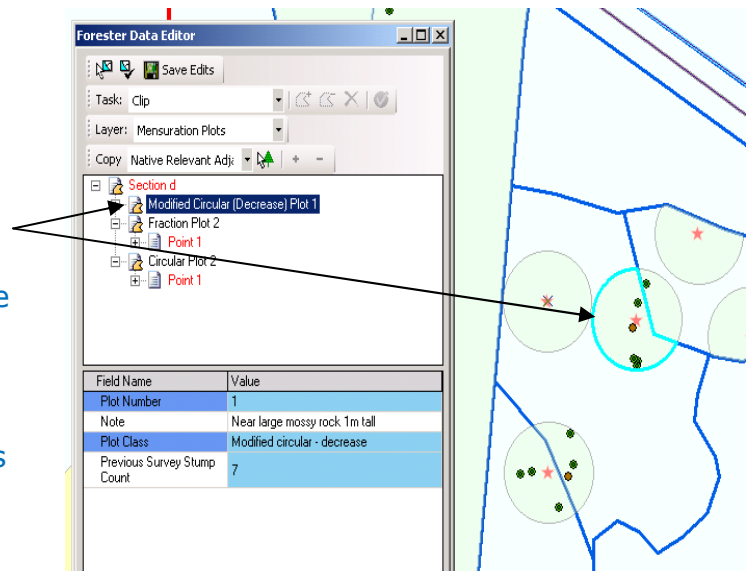 Forester Data Editor
Save Edits
Task: Clip
Layer: Mensuration Plots
Copy Native Relevant Adj
Section d
Modified Circular (Decrease) Plot 1
Fraction Plot 2
Point 1
Circular Plot 2
Point 1
e
s
Field Name Value
Plot Number 1
Note Near large mossy rock 1m tall
Plot Class Modified circular - decrease
Previous Survey Stump
Count 7